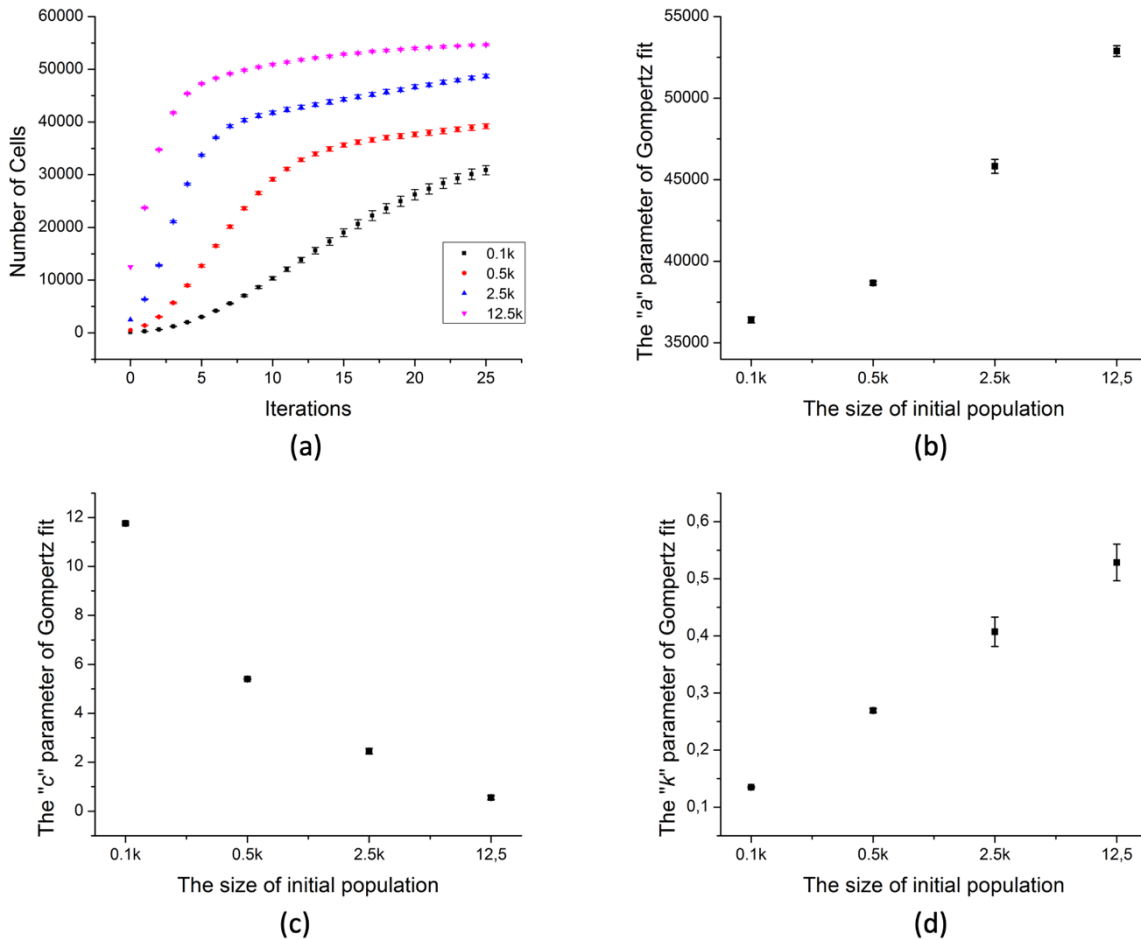 60000
50000
40000
30000
20000
10000
0
Number of Cells
0.1k
0.5k
2.5k
12.5k
0 5 10 15 20 25
Iterations
(a)
55000
50000
45000
40000
35000
The "a" parameter of Gompertz fit
0.1k 0.5k 2.5k 12,5
The size of initial population
(b)
12
10
8
6
4
2
0
The "c" parameter of Gompertz fit
0.1k 0.5k 2.5k 12,5
The size of initial population
(c)
0,6
0,5
0,4
0,3
0,2
0,1
The "k" parameter of Gompertz fit
0.1k 0.5k 2.5k 12,5
The size of initial population
(d)